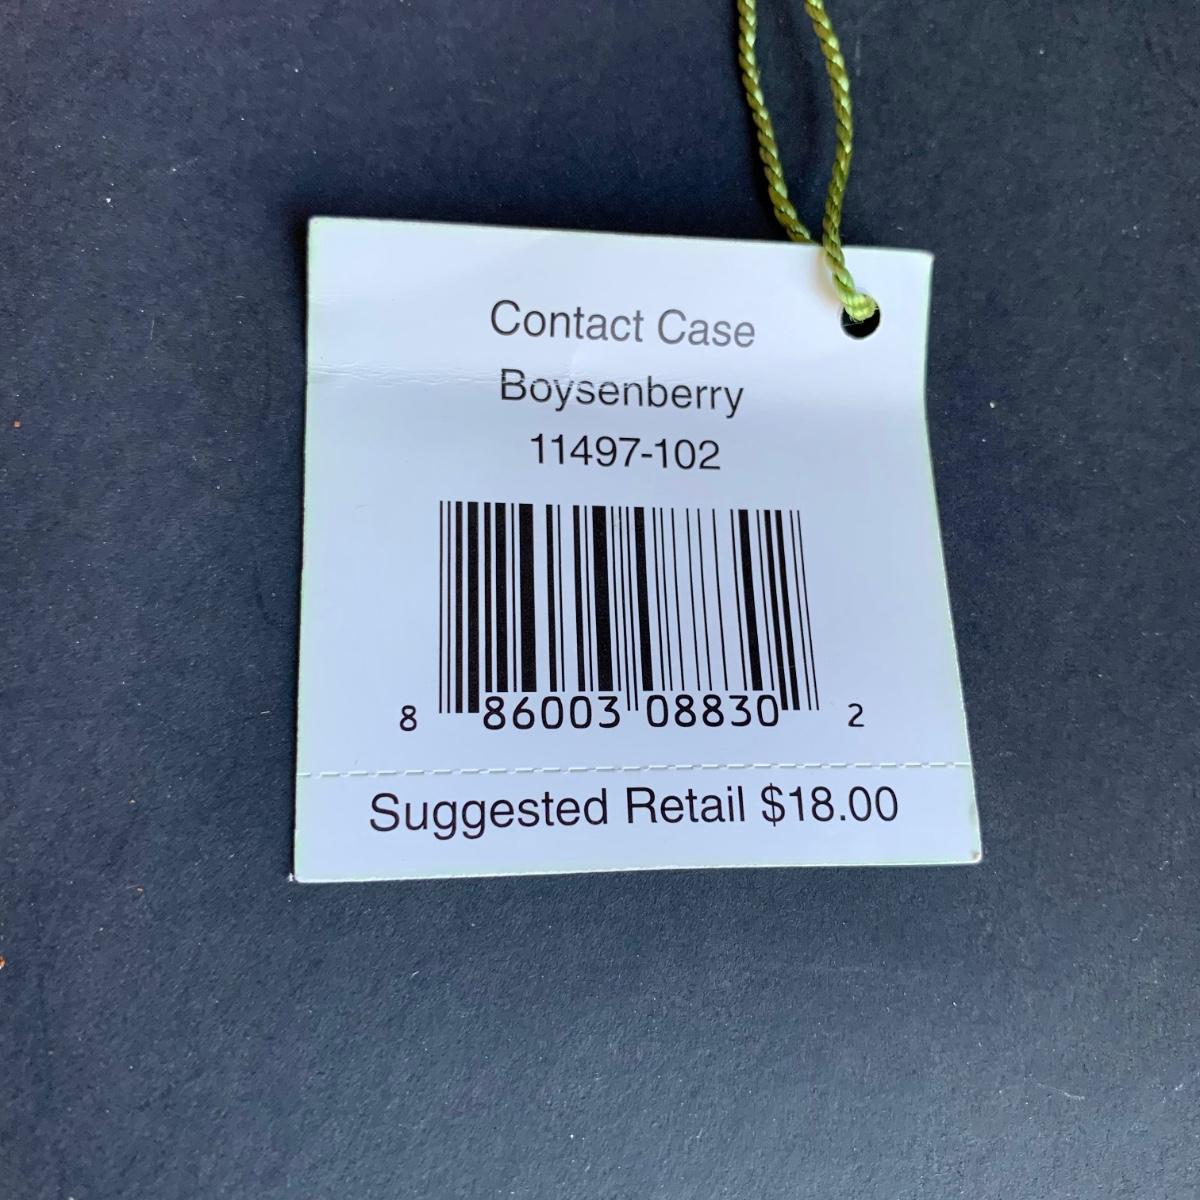 Contact Case
Boysenberry
11497-102
8 86003 08830 2
Suggested Retail $18.00